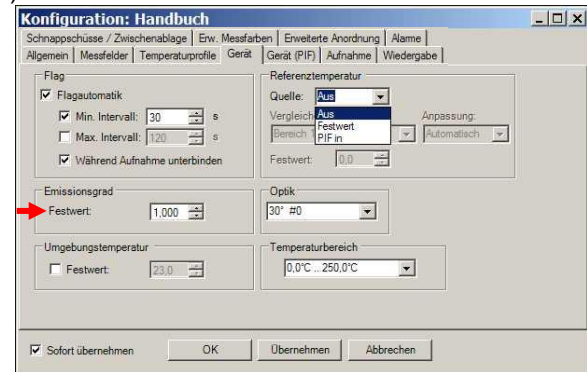 Konfiguration: Handbuch
Schnappschüsse / Zwischenablage Erw. Messfarben Erweiterte Anordnung Alarme
Allgemein Messfelder Temperaturprofile Gerät Gerät (PIF) Aufnahme Wiedergabe
Flag
Flagautomatik
Min. Intervall: 30 s
Max. Intervall: 120 s
Während Aufnahme unterbinden
Referenztemperatur
Quelle: Aus
Aus
Festwert
PIF in
Anpassung:
Bereich Automatisch
Festwert: 0,0
Emissionsgrad
Festwert: 1,000
Optik
30° #0
Umgebungstemperatur
Festwert: 23,0
Temperaturbereich
0,0°C .. 250,0°C
Sofort übernehmen OK Übernehmen Abbrechen